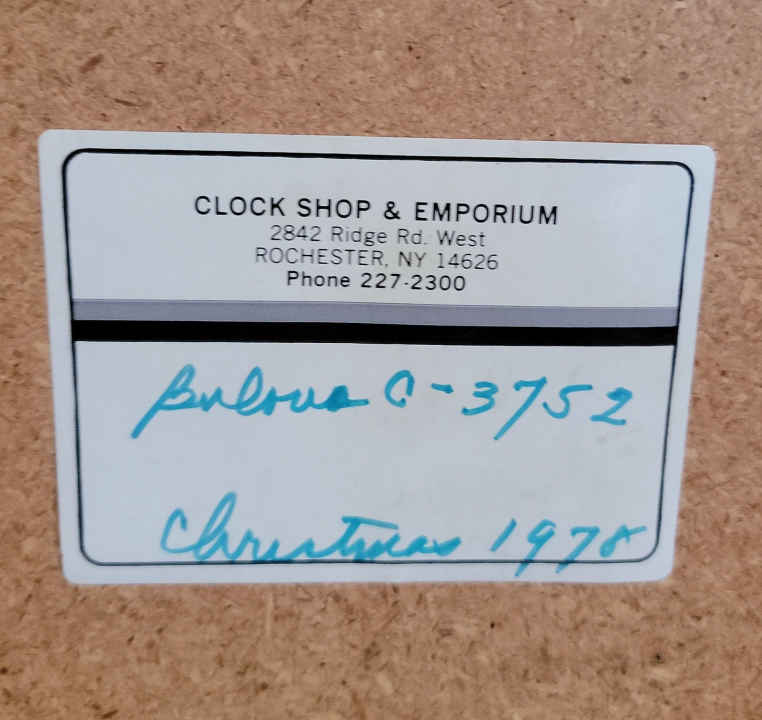 CLOCK SHOP & EMPORIUM
2842 Ridge Rd. West
ROCHESTER, NY 14626
Phone 227-2300
Bulova C-3752
Christmas 1978